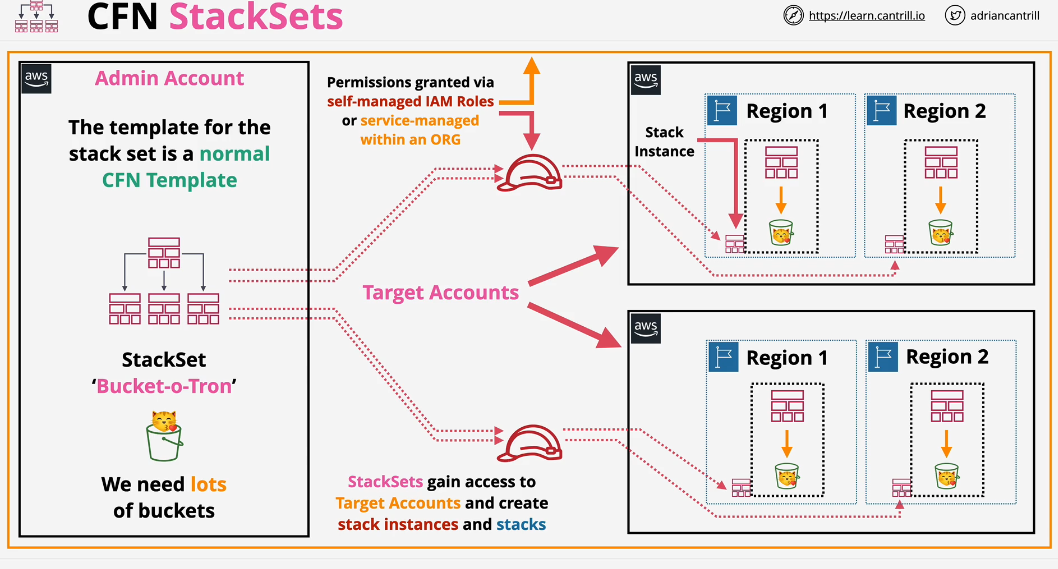 CFN StackSets
https://learn.cantrill.io
adriancantrill
aws
Admin Account
The template for the
stack set is a normal
CFN Template
StackSet
‘Bucket-o-Tron’
We need lots
of buckets
Permissions granted via
self-managed IAM Roles
or service-managed
within an ORG
Target Accounts
StackSets gain access to
Target Accounts and create
stack instances and stacks
aws
Stack
Instance
Region 1
Region 2
aws
Region 1
Region 2